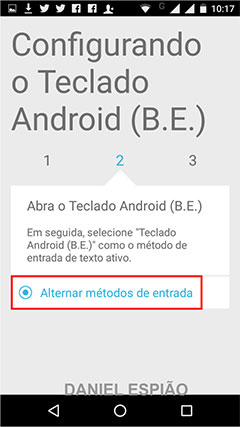 10:17
Configurando
o Teclado
Android (B.E.)
1 2 3
Abra o Teclado Android (B.E.)
Em seguida, selecione "Teclado
Android (B.E.)" como o método de
entrada de texto ativo.
Alternar métodos de entrada
DANIEL ESPIÃO